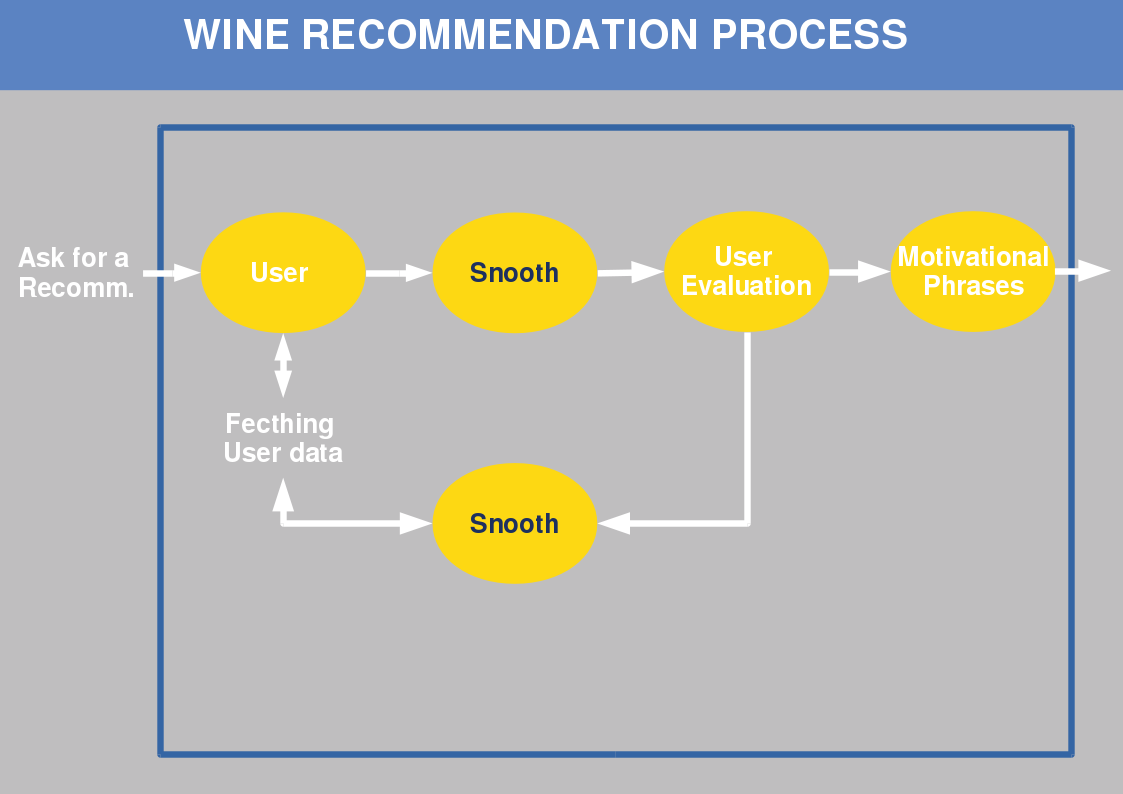 WINE RECOMMENDATION PROCESS
Ask for a
Recomm.
User
Snooth
User
Evaluation
Motivational
Phrases
Fecthing
User data
Snooth